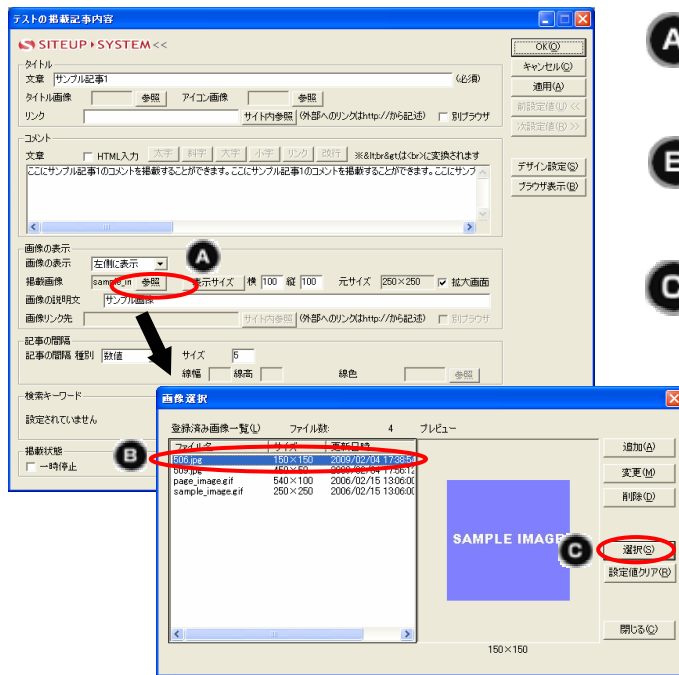 テストの掲載記事内容
SITEUP▸SYSTEM<<
OK(O)
キャンセル(C)
適用(A)
前設定値(U) <<
次設定値(B) >>
デザイン設定(S)
ブラウザ表示(B)
タイトル
文章 サンプル記事1 (必須)
タイトル画像 参照 アイコン画像 参照
リンク サイト内参照 (外部へのリンクはhttp://から記述) 別ブラウザ
コメント
文章 HTML入力 太字 斜字 大字 小字 リンク 改行 ※&ltbr&gt(は<br>に変換されます
ここにサンプル記事1のコメントを掲載することができます。ここにサンプル記事1のコメントを掲載することができます。ここにサンプ
画像の表示
画像の表示 左側に表示
A
掲載画像 sample_in 参照 表示サイズ 横 100 縦 100 元サイズ 250×250 拡大画面
画像の説明文 サンプル画像
画像リンク先 サイト内参照 (外部へのリンクはhttp://から記述) 別ブラウザ
記事の間隔
記事の間隔 種別 数値 サイズ 5
線幅 線高 線色 参照
検索キーワード
設定されていません
掲載状態
一時停止
B
画像選択
登録済み画像一覧(L) ファイル数: 4 プレビュー
ファイル名 サイズ 更新日時
506.jpg 150×150 2009/02/04 17:38:54
509.jpg 450×50 2009/02/04 17:56:12
page_image.gif 540×100 2006/02/15 13:06:00
sample_image.gif 250×250 2006/02/15 13:06:00
SAMPLE IMAGE
C
150×150
追加(A)
変更(M)
削除(D)
選択(S)
設定値クリア(R)
閉じる(C)
A
B
C